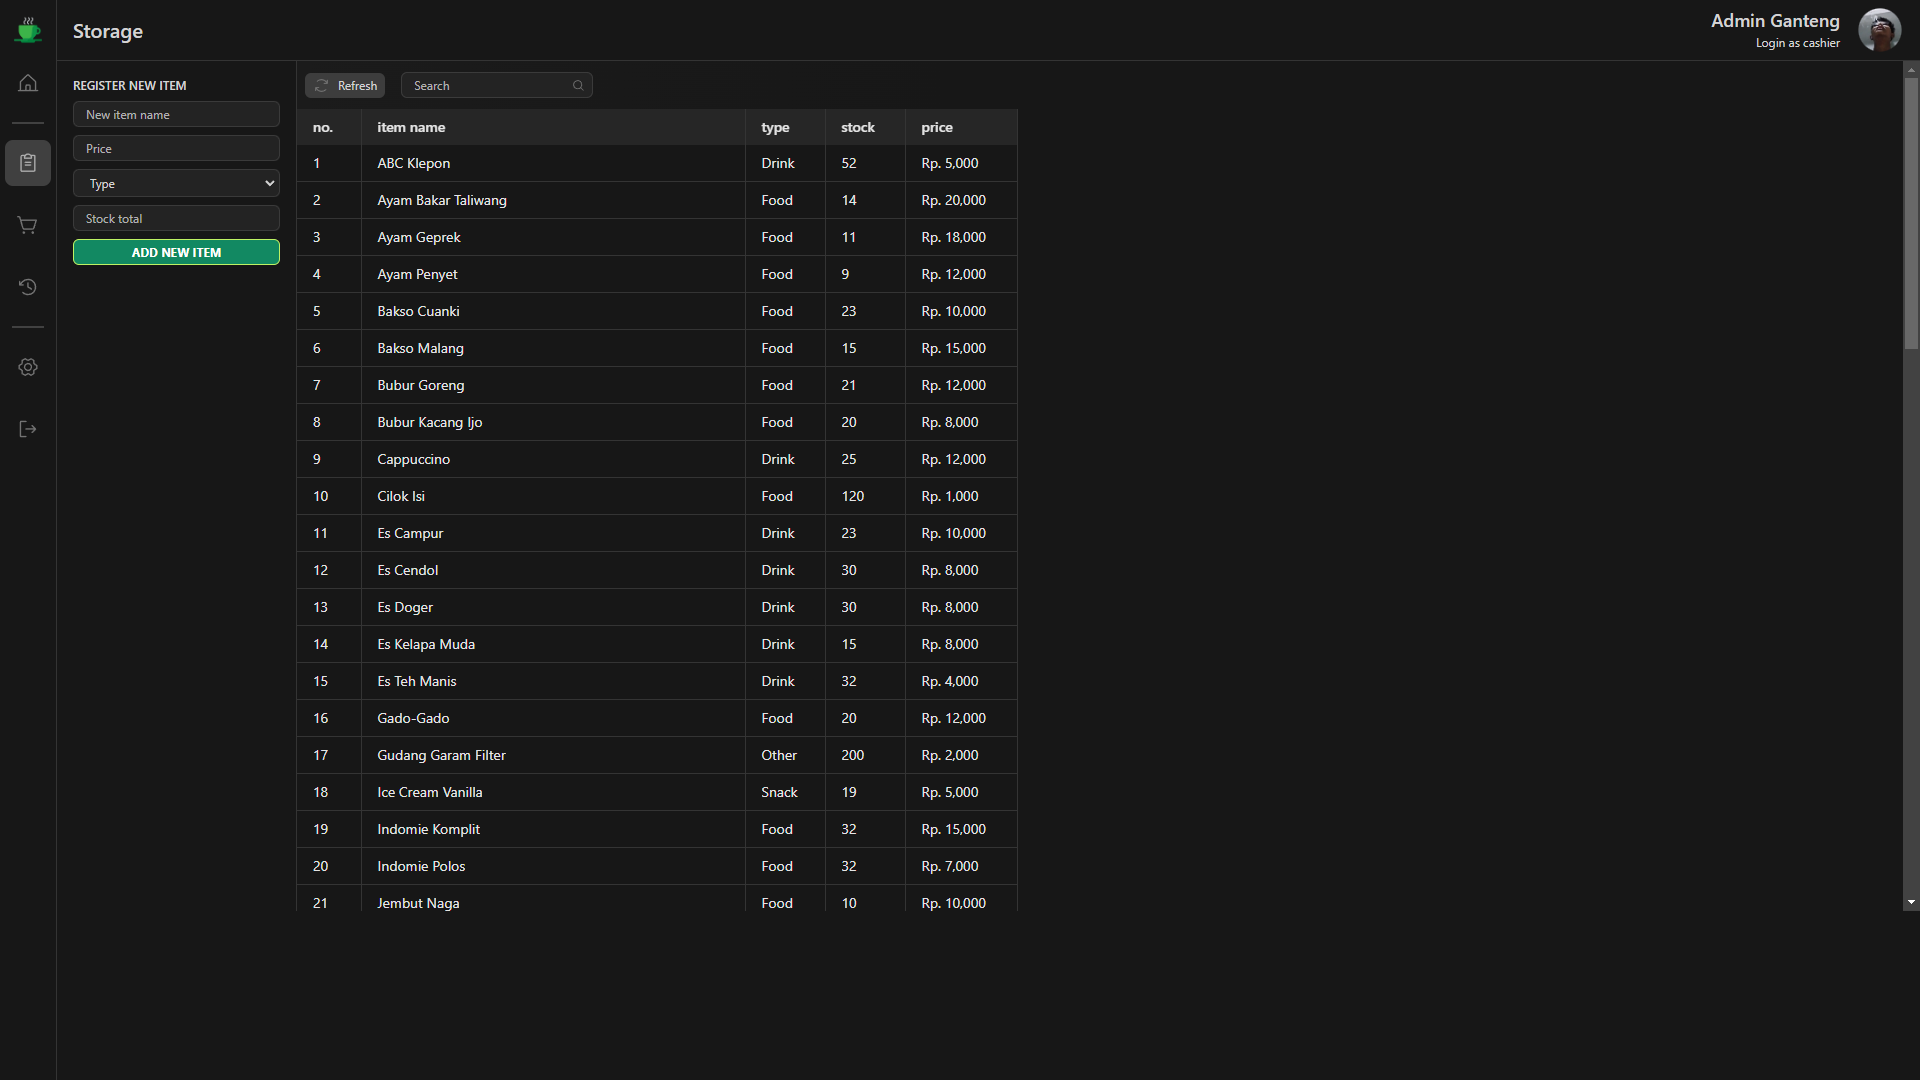 Storage
Admin Ganteng
Login as cashier
REGISTER NEW ITEM
New item name
Price
Type
Stock total
ADD NEW ITEM
Refresh
Search
no. item name type stock price
1 ABC Klepon Drink 52 Rp. 5,000
2 Ayam Bakar Taliwang Food 14 Rp. 20,000
3 Ayam Geprek Food 11 Rp. 18,000
4 Ayam Penyet Food 9 Rp. 12,000
5 Bakso Cuanki Food 23 Rp. 10,000
6 Bakso Malang Food 15 Rp. 15,000
7 Bubur Goreng Food 21 Rp. 12,000
8 Bubur Kacang Ijo Food 20 Rp. 8,000
9 Cappuccino Drink 25 Rp. 12,000
10 Cilok Isi Food 120 Rp. 1,000
11 Es Campur Drink 23 Rp. 10,000
12 Es Cendol Drink 30 Rp. 8,000
13 Es Doger Drink 30 Rp. 8,000
14 Es Kelapa Muda Drink 15 Rp. 8,000
15 Es Teh Manis Drink 32 Rp. 4,000
16 Gado-Gado Food 20 Rp. 12,000
17 Gudang Garam Filter Other 200 Rp. 2,000
18 Ice Cream Vanilla Snack 19 Rp. 5,000
19 Indomie Komplit Food 32 Rp. 15,000
20 Indomie Polos Food 32 Rp. 7,000
21 Jembut Naga Food 10 Rp. 10,000